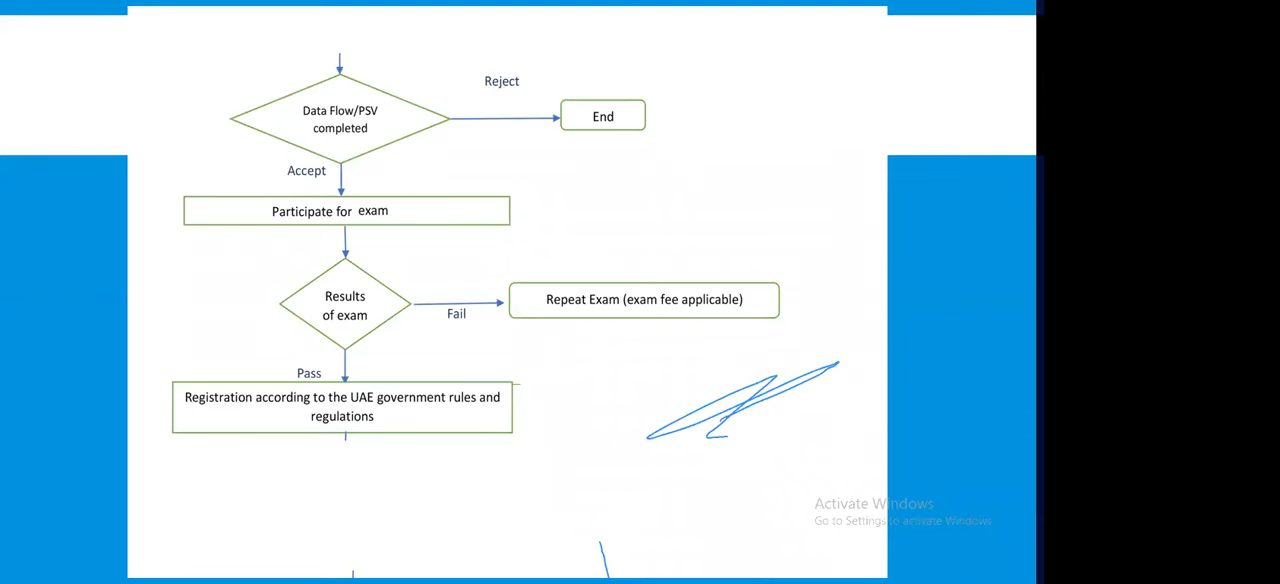 Reject
Data Flow/PSV
completed
End
Accept
Participate for exam
Results
of exam
Repeat Exam (exam fee applicable)
Fail
Pass
Registration according to the UAE government rules and
regulations
Activate Windows
Go to Settings to activate Windows